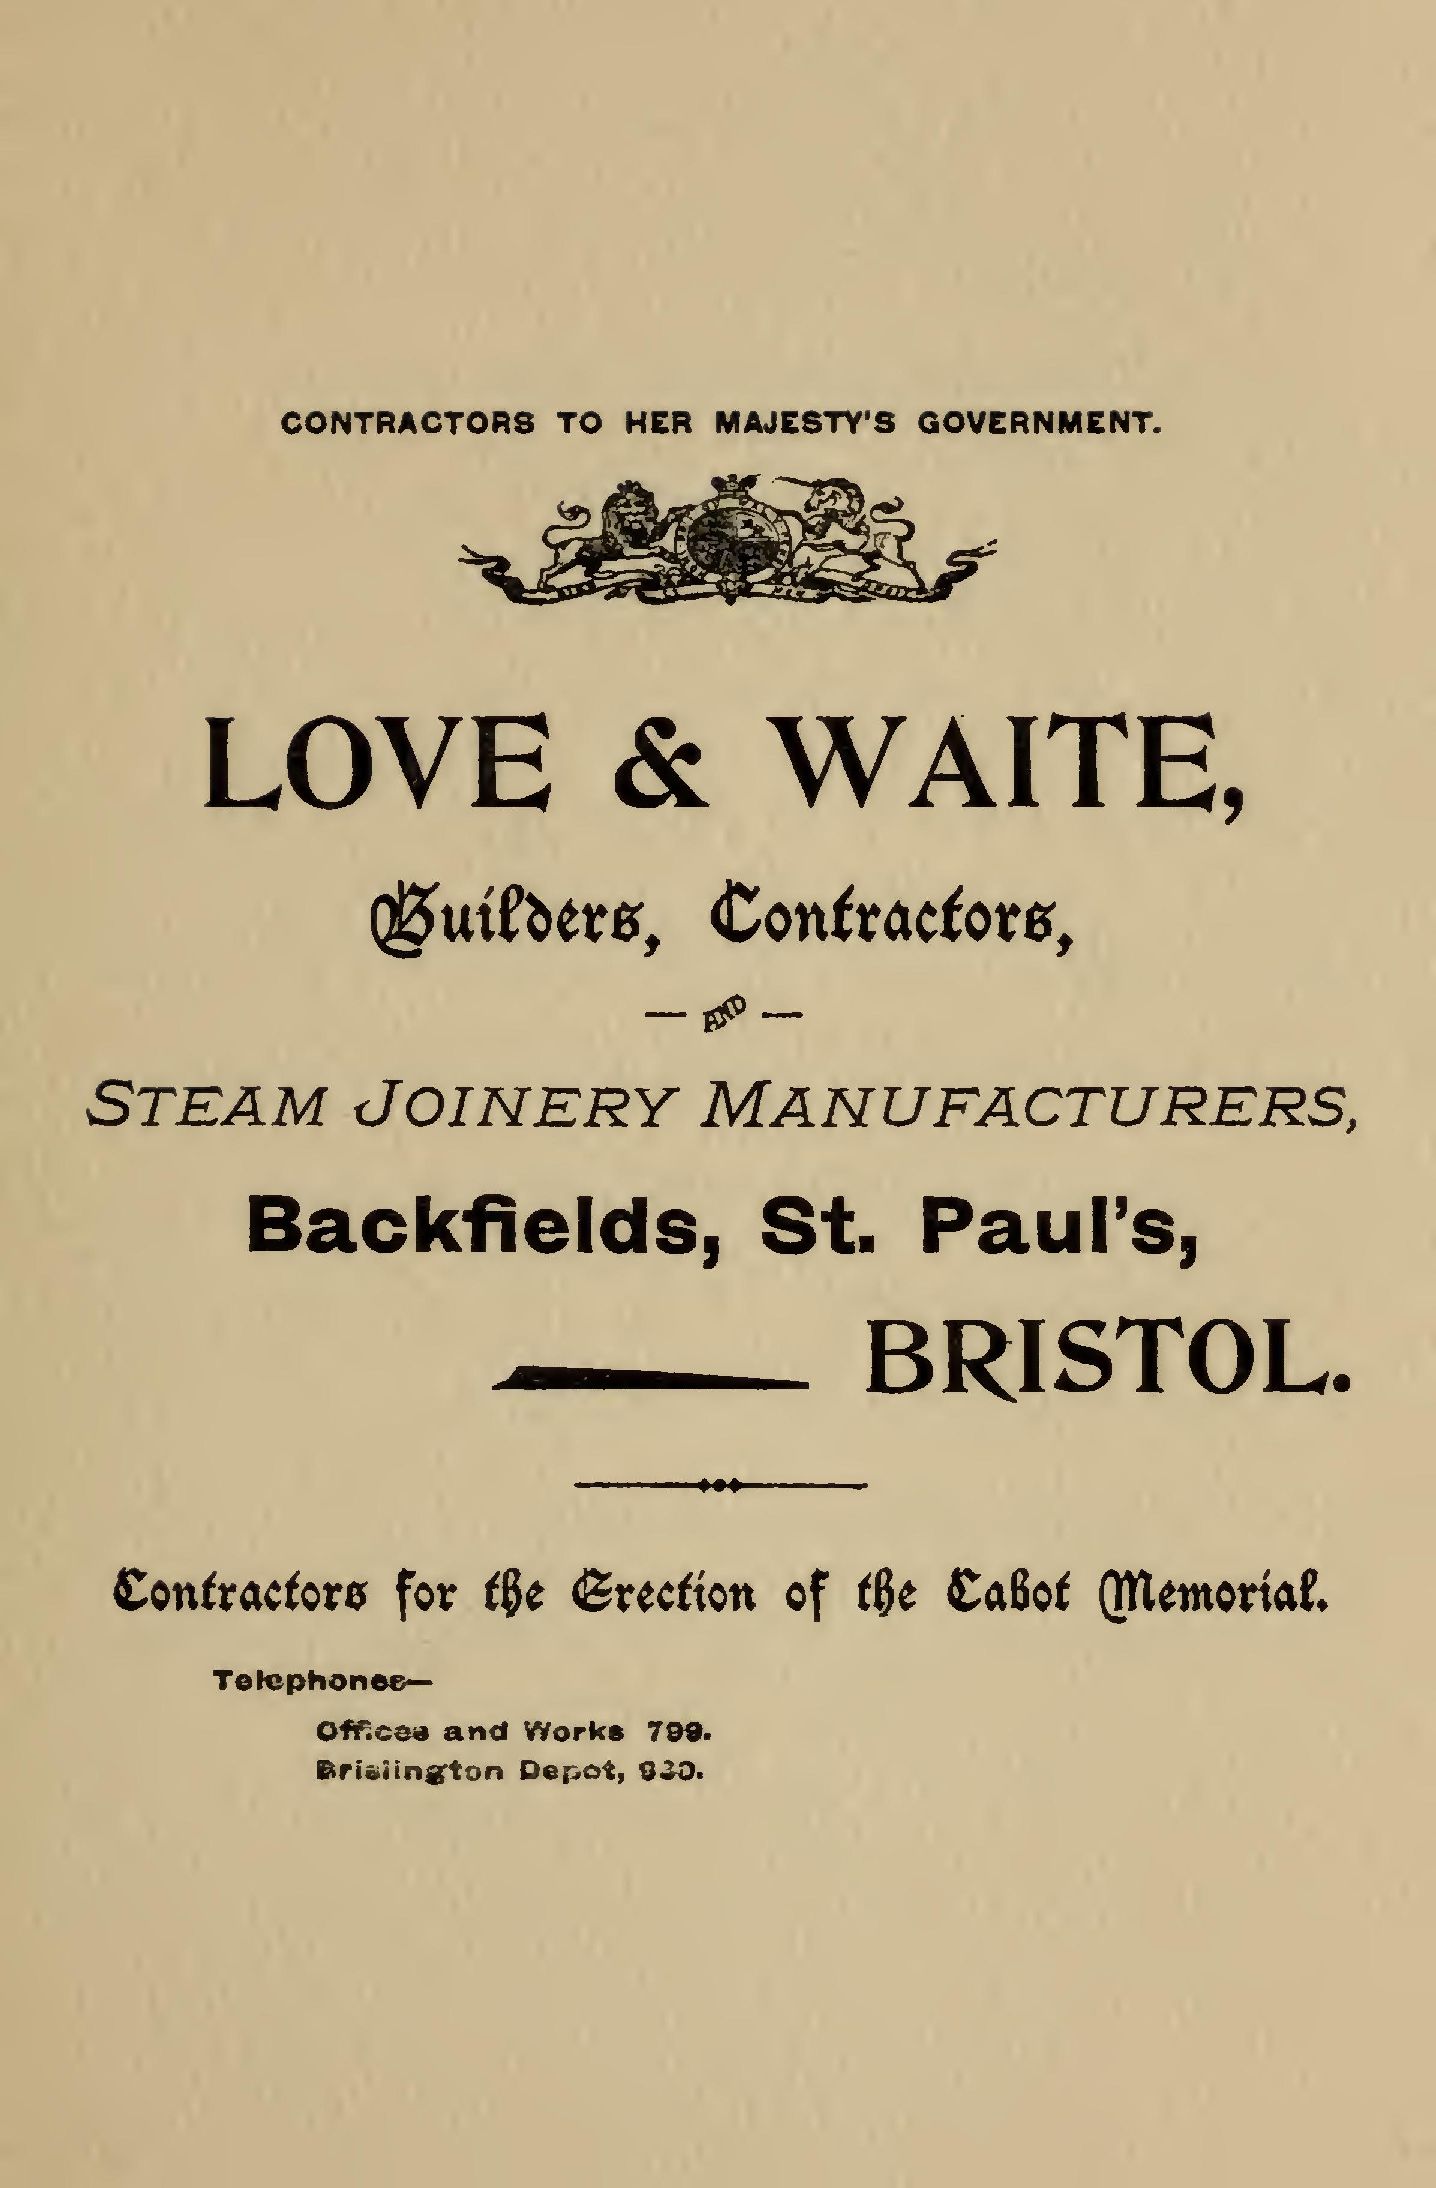 CONTRACTORS TO HER MAJESTY'S GOVERNMENT.
LOVE & WAITE,
Builders, Contractors,
— AND —
STEAM JOINERY MANUFACTURERS,
Backfields, St. Paul's,
BRISTOL.
Contractors for the Erection of the Cabot Memorial.
Telephones—
Offices and Works 799.
Brislington Depot,